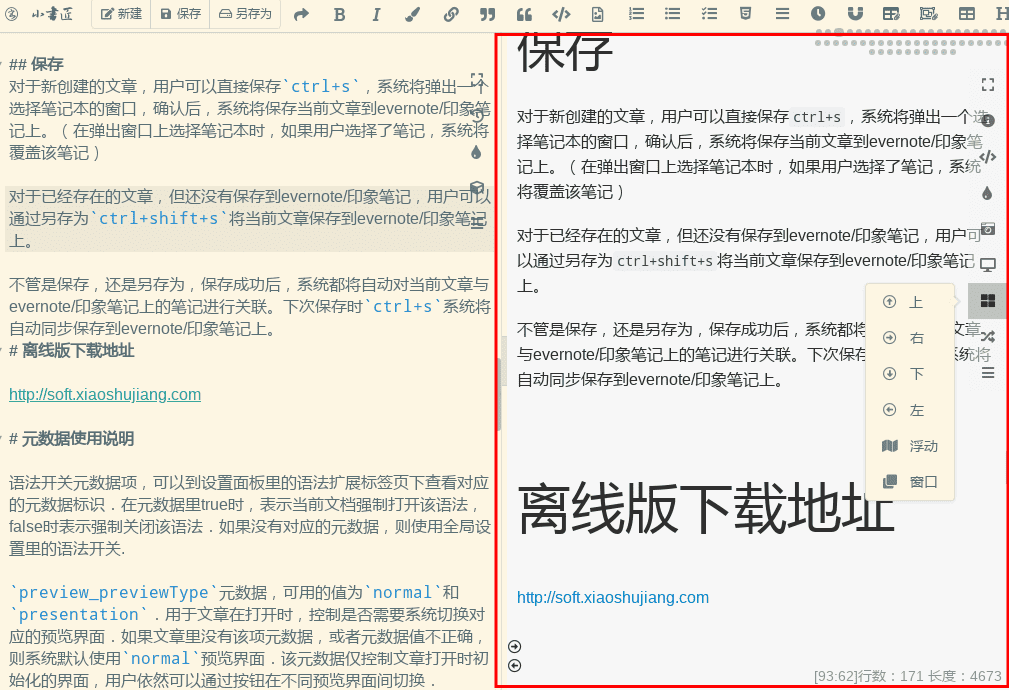 小书匠 新建 保存 另存为
## 保存
对于新创建的文章，用户可以直接保存`ctrl+s`，系统将弹出一个
选择笔记本的窗口，确认后，系统将保存当前文章到evernote/印象笔
记上。（在弹出窗口上选择笔记本时，如果用户选择了笔记，系统将
覆盖该笔记）
对于已经存在的文章，但还没有保存到evernote/印象笔记，用户可以
通过另存为`ctrl+shift+s`将当前文章保存到evernote/印象笔记
上。
不管是保存，还是另存为，保存成功后，系统都将自动对当前文章与
evernote/印象笔记上的笔记进行关联。下次保存时`ctrl+s`系统将
自动同步保存到evernote/印象笔记上。
# 离线版下载地址
http://soft.xiaoshujiang.com
# 元数据使用说明
语法开关元数据项，可以到设置面板里的语法扩展标签页下查看对应
的元数据标识．在元数据里true时，表示当前文档强制打开该语法，
false时表示强制关闭该语法．如果没有对应的元数据，则使用全局设
置里的语法开关.
`preview_previewType`元数据，可用的值为`normal`和
`presentation`．用于文章在打开时，控制是否需要系统切换对
应的预览界面．如果文章里没有该项元数据，或者元数据值不正确，
则系统默认使用`normal`预览界面．该元数据仅控制文章打开时初
始化的界面，用户依然可以通过按钮在不同预览界面间切换．
保存
对于新创建的文章，用户可以直接保存 ctrl+s ，系统将弹出一个选
择笔记本的窗口，确认后，系统将保存当前文章到evernote/印象笔
记上。（在弹出窗口上选择笔记本时，如果用户选择了笔记，系统
将覆盖该笔记）
对于已经存在的文章，但还没有保存到evernote/印象笔记，用户可
以通过另存为 ctrl+shift+s 将当前文章保存到evernote/印象笔记
上。
不管是保存，还是另存为，保存成功后，系统都将 文章
与evernote/印象笔记上的笔记进行关联。下次保存 系统将
自动同步保存到evernote/印象笔记上。
上
右
下
左
浮动
窗口
离线版下载地址
http://soft.xiaoshujiang.com
[93:62]行数：171 长度：4673